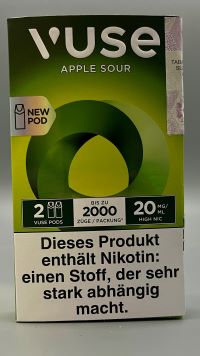 VUSE
APPLE SOUR
NEW
POD
2
VUSE PODS
BIS ZU
2000
ZÜGE / PACKUNG*
20 MG/
ML
HIGH NIC
Dieses Produkt
enthält Nikotin:
einen Stoff, der sehr
stark abhängig
macht.